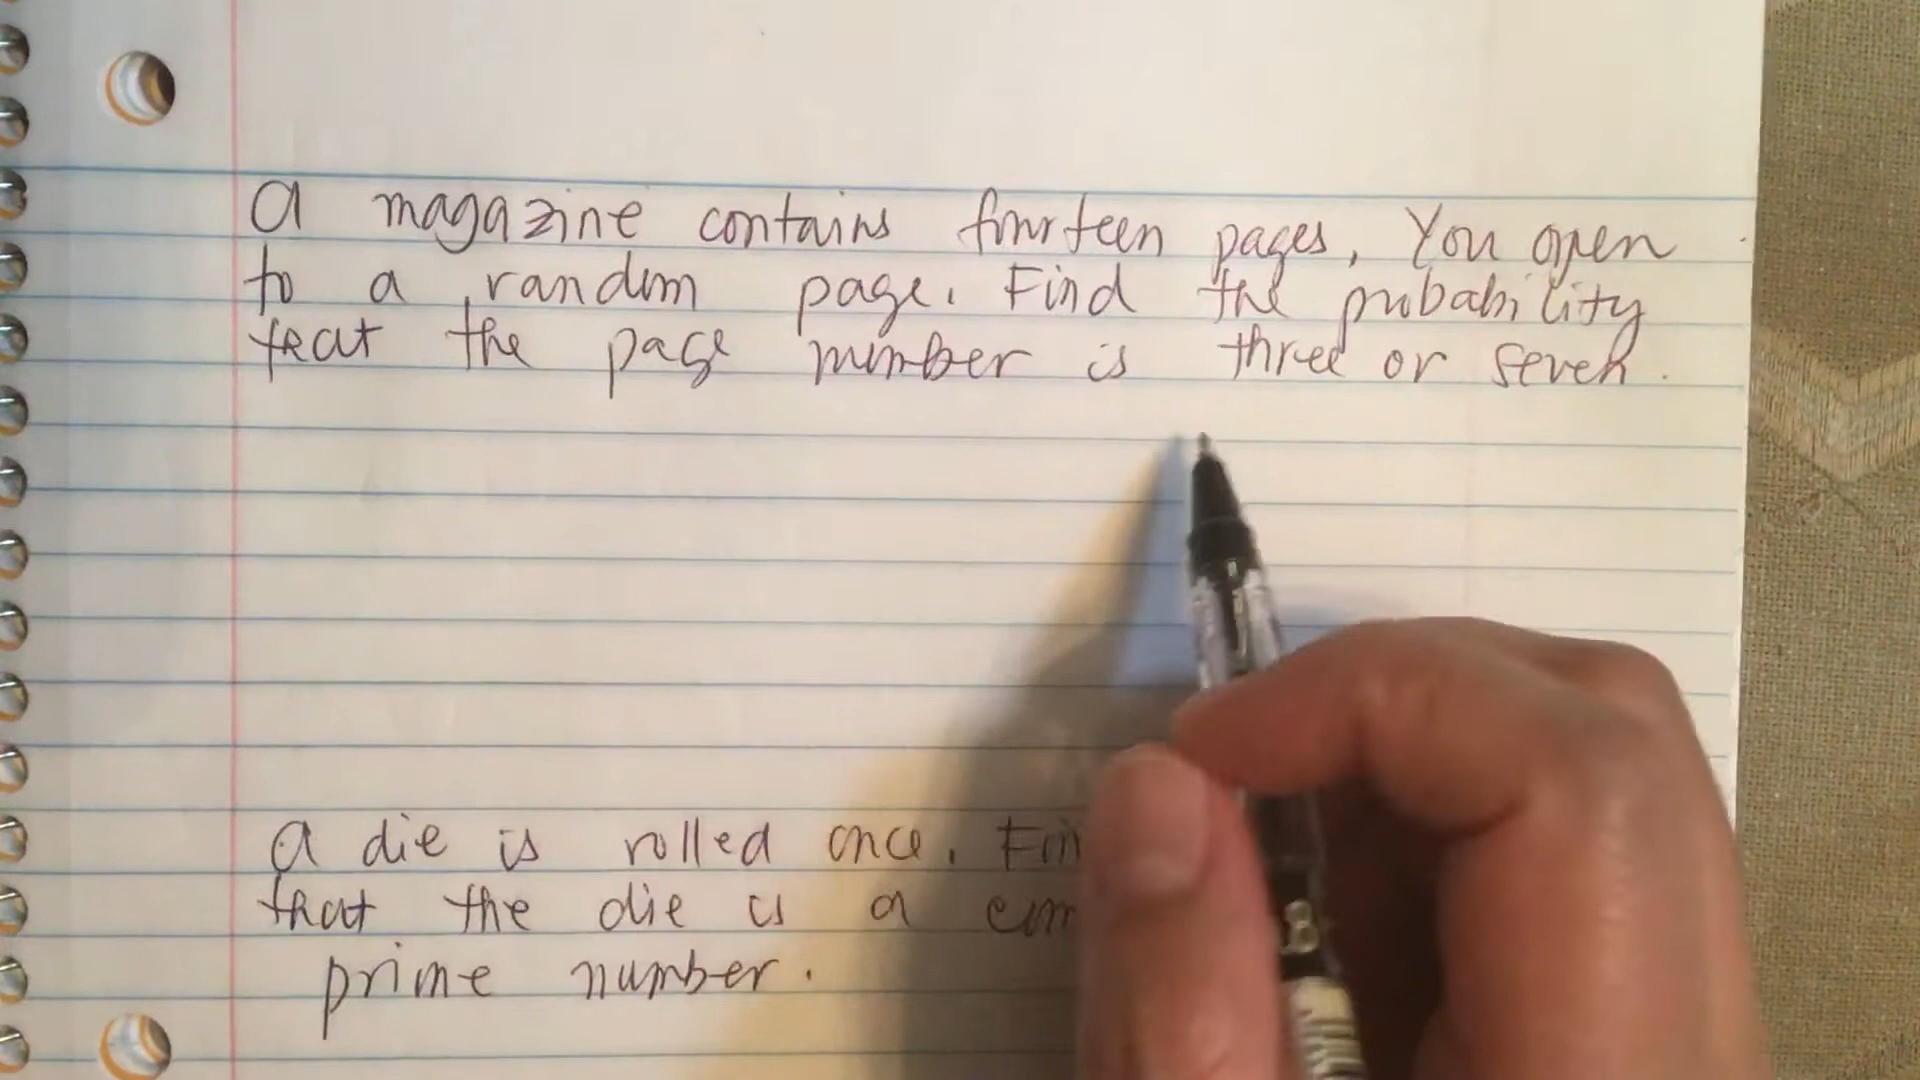 A magazine contains fourteen pages. You open
to a random page. Find the probability
that the page number is three or seven.
A die is rolled once.
that the die is a
prime number.
8